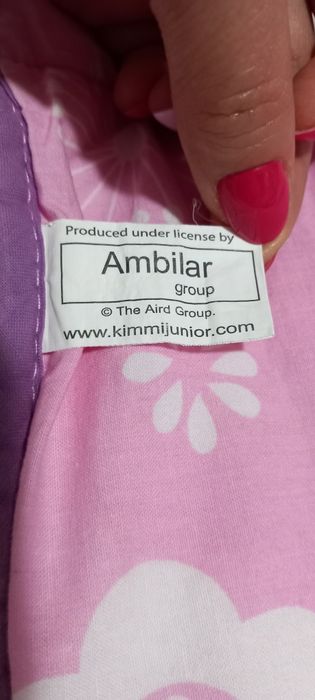 Produced under license by
Ambilar
group
© The Aird Group.
www.kimmijunior.com